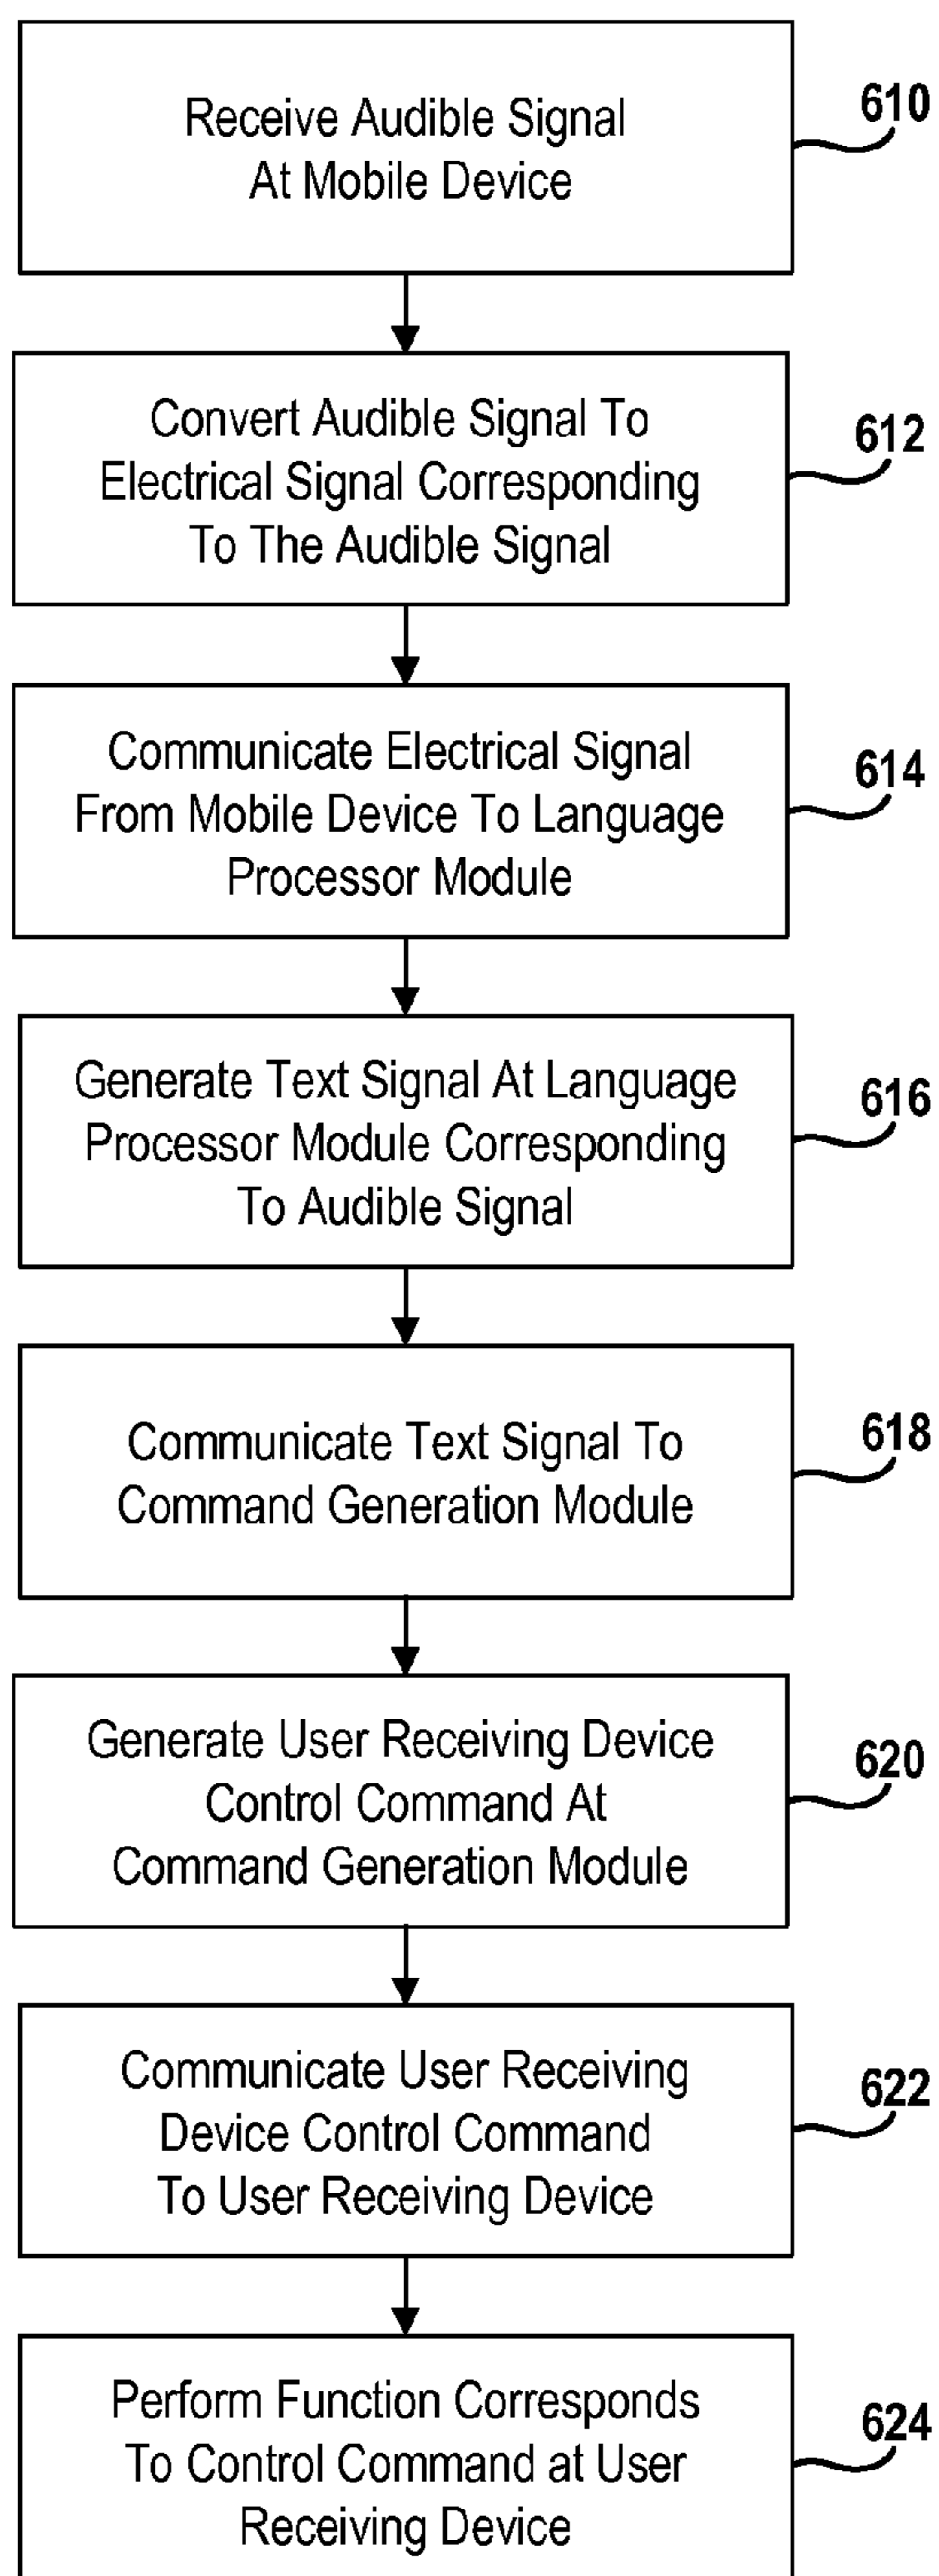 Receive Audible Signal
At Mobile Device
610
Convert Audible Signal To
Electrical Signal Corresponding
To The Audible Signal
612
Communicate Electrical Signal
From Mobile Device To Language
Processor Module
614
Generate Text Signal At Language
Processor Module Corresponding
To Audible Signal
616
Communicate Text Signal To
Command Generation Module
618
Generate User Receiving Device
Control Command At
Command Generation Module
620
Communicate User Receiving
Device Control Command
To User Receiving Device
622
Perform Function Corresponds
To Control Command at User
Receiving Device
624